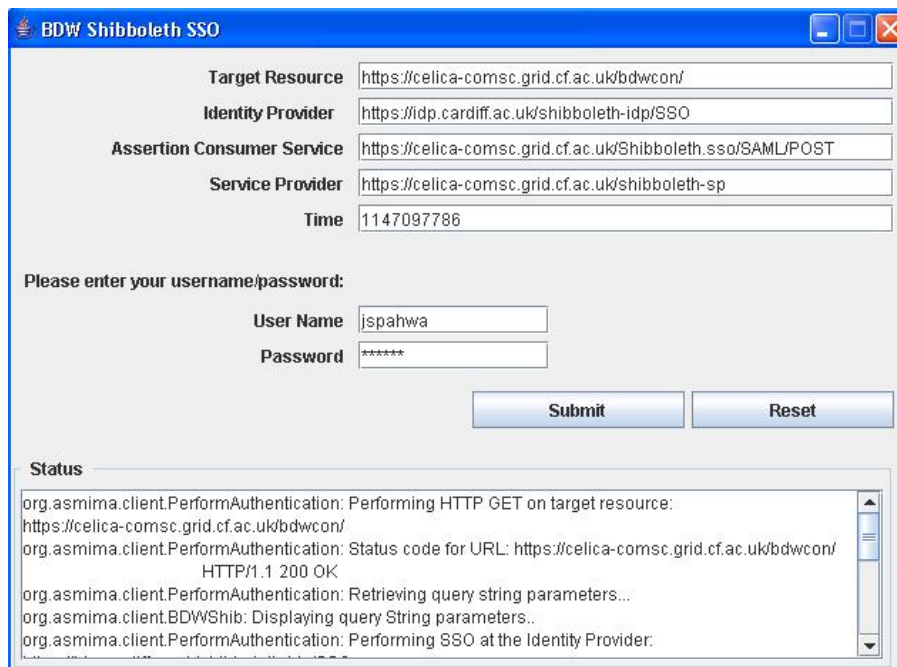 BDW Shibboleth SSO
Target Resource https://celica-comsc.grid.cf.ac.uk/bdwcon/
Identity Provider https://idp.cardiff.ac.uk/shibboleth-idp/SSO
Assertion Consumer Service https://celica-comsc.grid.cf.ac.uk/Shibboleth.sso/SAML/POST
Service Provider https://celica-comsc.grid.cf.ac.uk/shibboleth-sp
Time 1147097786
Please enter your username/password:
User Name jspahwa
Password ******
Submit Reset
Status
org.asmima.client.PerformAuthentication: Performing HTTP GET on target resource:
https://celica-comsc.grid.cf.ac.uk/bdwcon/
org.asmima.client.PerformAuthentication: Status code for URL: https://celica-comsc.grid.cf.ac.uk/bdwcon/
HTTP/1.1 200 OK
org.asmima.client.PerformAuthentication: Retrieving query string parameters...
org.asmima.client.BDWShib: Displaying query String parameters..
org.asmima.client.PerformAuthentication: Performing SSO at the Identity Provider: